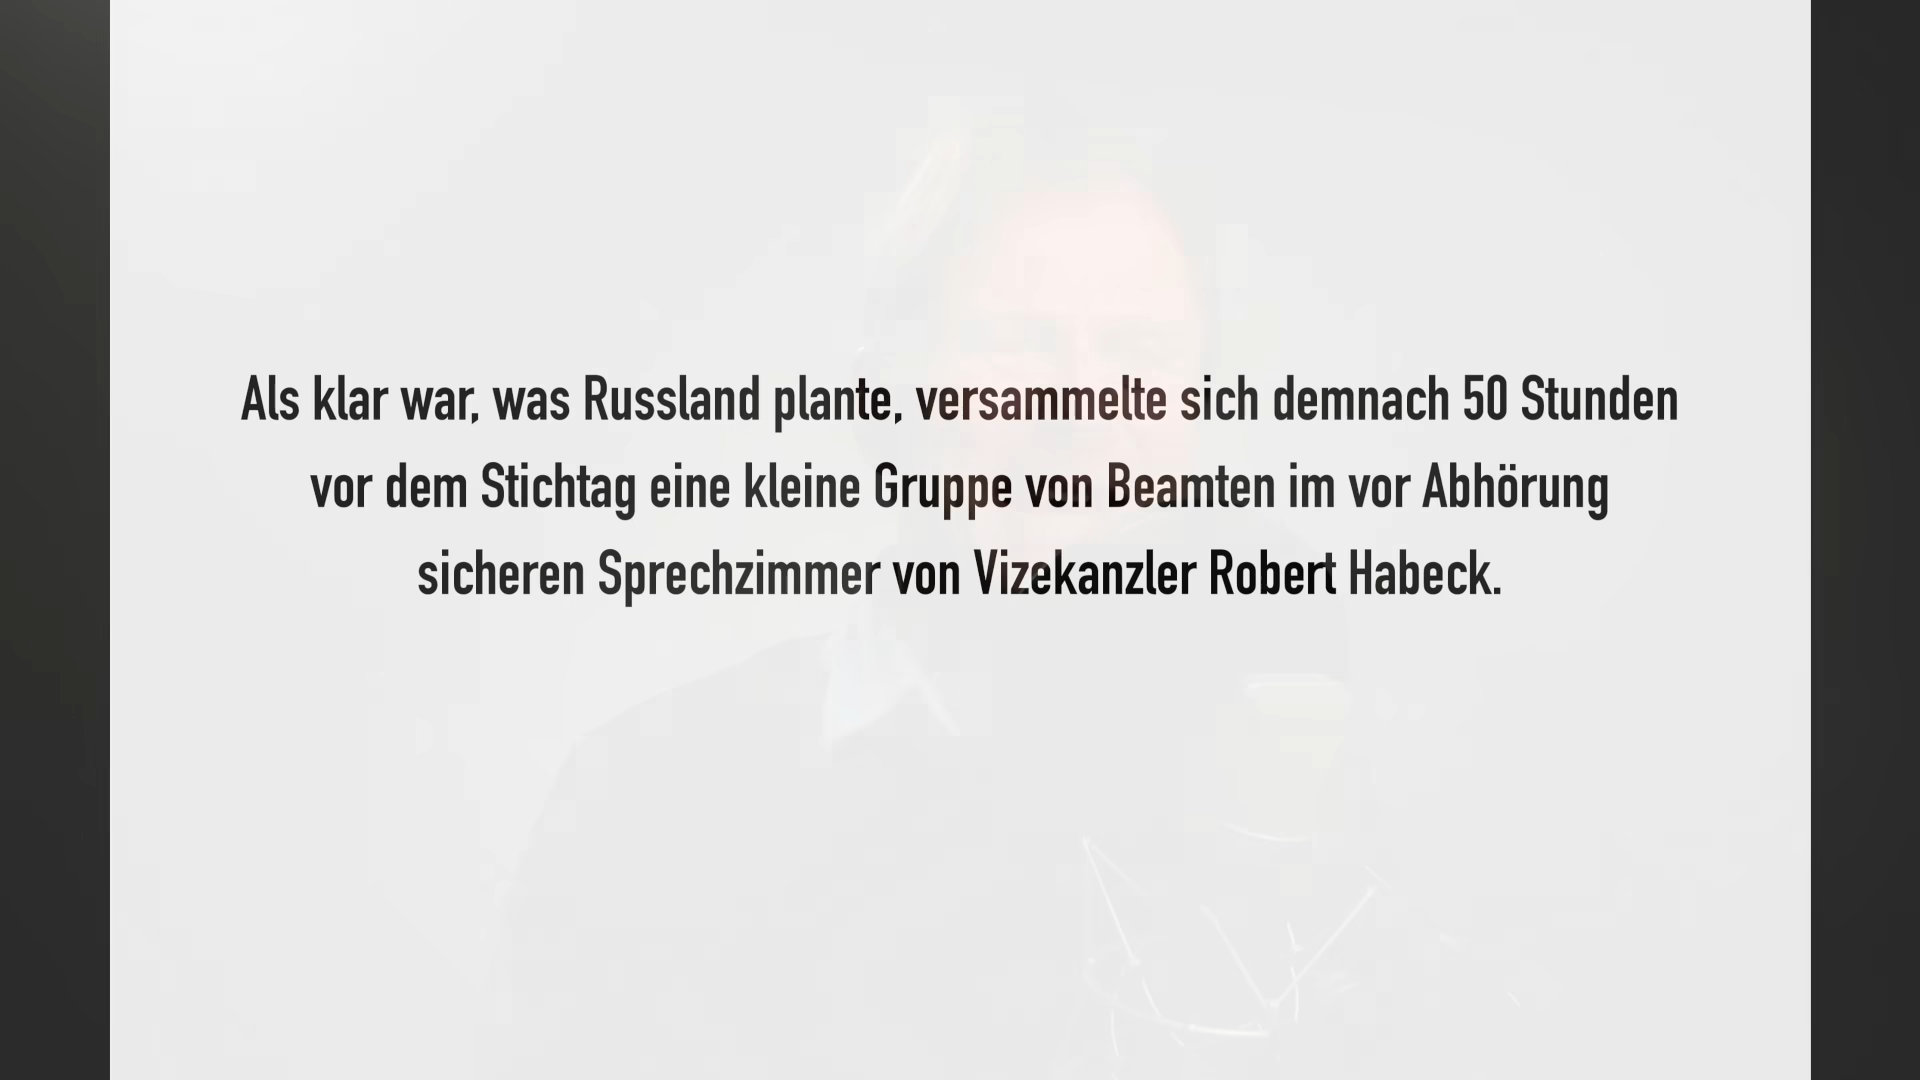 Als klar war, was Russland plante, versammelte sich demnach 50 Stunden
vor dem Stichtag eine kleine Gruppe von Beamten im vor Abhörung
sicheren Sprechzimmer von Vizekanzler Robert Habeck.